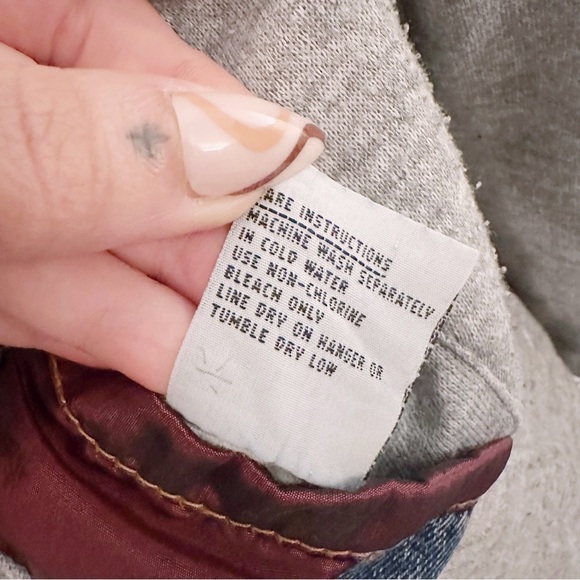 CARE INSTRUCTIONS
MACHINE WASH SEPARATELY
IN COLD WATER
USE NON-CHLORINE
BLEACH ONLY
LINE DRY ON HANGER OR
TUMBLE DRY LOW